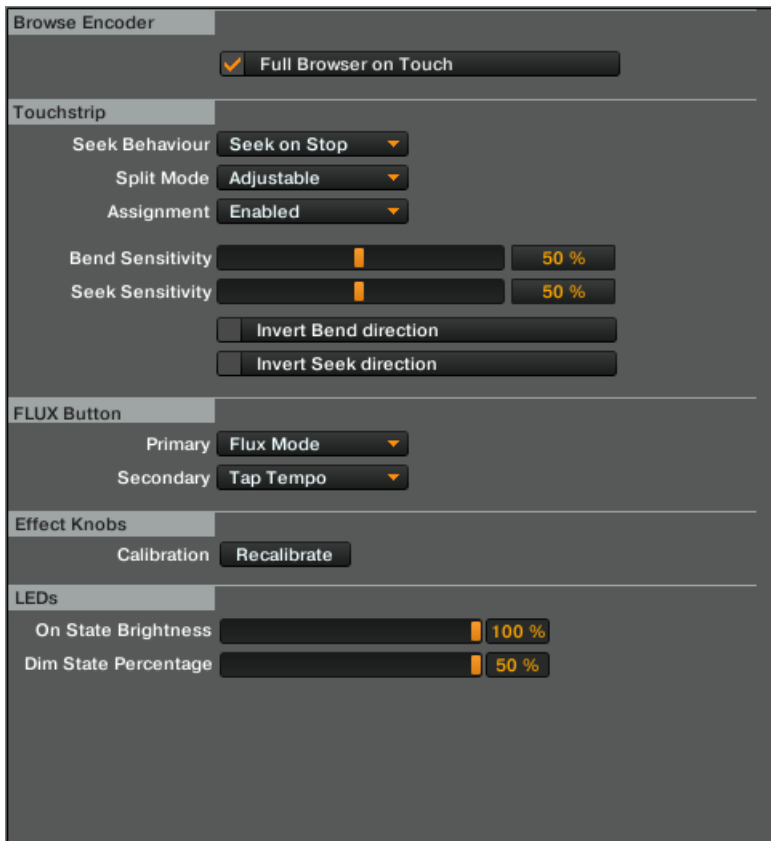 Browse Encoder
Full Browser on Touch
Touchstrip
Seek Behaviour Seek on Stop
Split Mode Adjustable
Assignment Enabled
Bend Sensitivity 50 %
Seek Sensitivity 50 %
Invert Bend direction
Invert Seek direction
FLUX Button
Primary Flux Mode
Secondary Tap Tempo
Effect Knobs
Calibration Recalibrate
LEDs
On State Brightness 100 %
Dim State Percentage 50 %